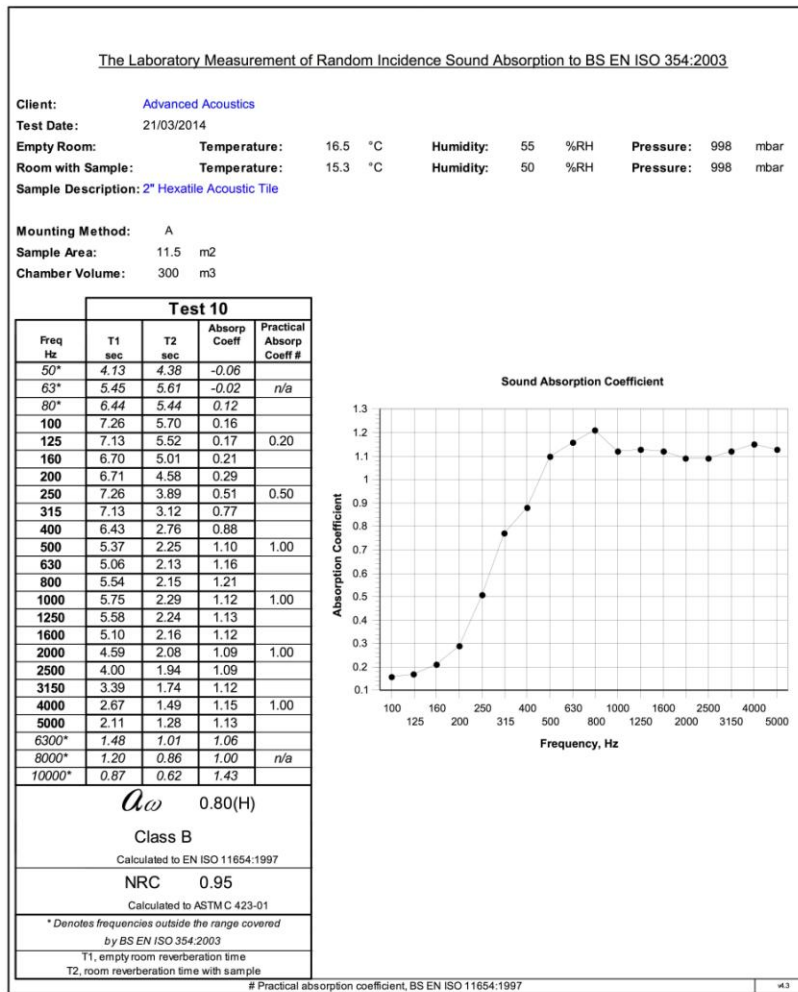 The Laboratory Measurement of Random Incidence Sound Absorption to BS EN ISO 354:2003
Client: Advanced Acoustics
Test Date: 21/03/2014
Empty Room: Temperature: 16.5 °C Humidity: 55 %RH Pressure: 998 mbar
Room with Sample: Temperature: 15.3 °C Humidity: 50 %RH Pressure: 998 mbar
Sample Description: 2" Hexatile Acoustic Tile
Mounting Method: A
Sample Area: 11.5 m2
Chamber Volume: 300 m3
Test 10
Freq Hz T1 sec T2 sec Absorp Coeff Practical Absorp Coeff #
50* 4.13 4.38 -0.06
63* 5.45 5.61 -0.02 n/a
80* 6.44 5.44 0.12
100 7.26 5.70 0.16
125 7.13 5.52 0.17 0.20
160 6.70 5.01 0.21
200 6.71 4.58 0.29
250 7.26 3.89 0.51 0.50
315 7.13 3.12 0.77
400 6.43 2.76 0.88
500 5.37 2.25 1.10 1.00
630 5.06 2.13 1.16
800 5.54 2.15 1.21
1000 5.75 2.29 1.12 1.00
1250 5.58 2.24 1.13
1600 5.10 2.16 1.12
2000 4.59 2.08 1.09 1.00
2500 4.00 1.94 1.09
3150 3.39 1.74 1.12
4000 2.67 1.49 1.15 1.00
5000 2.11 1.28 1.13
6300* 1.48 1.01 1.06
8000* 1.20 0.86 1.00 n/a
10000* 0.87 0.62 1.43
αω 0.80(H)
Class B
Calculated to EN ISO 11654:1997
NRC 0.95
Calculated to ASTM C 423-01
* Denotes frequencies outside the range covered
by BS EN ISO 354:2003
T1, empty room reverberation time
T2, room reverberation time with sample
Sound Absorption Coefficient
Absorption Coefficient
1.3
1.2
1.1
1
0.9
0.8
0.7
0.6
0.5
0.4
0.3
0.2
0.1
100 160 250 400 630 1000 1600 2500 4000
125 200 315 500 800 1250 2000 3150 5000
Frequency, Hz
# Practical absorption coefficient, BS EN ISO 11654:1997
v4.3